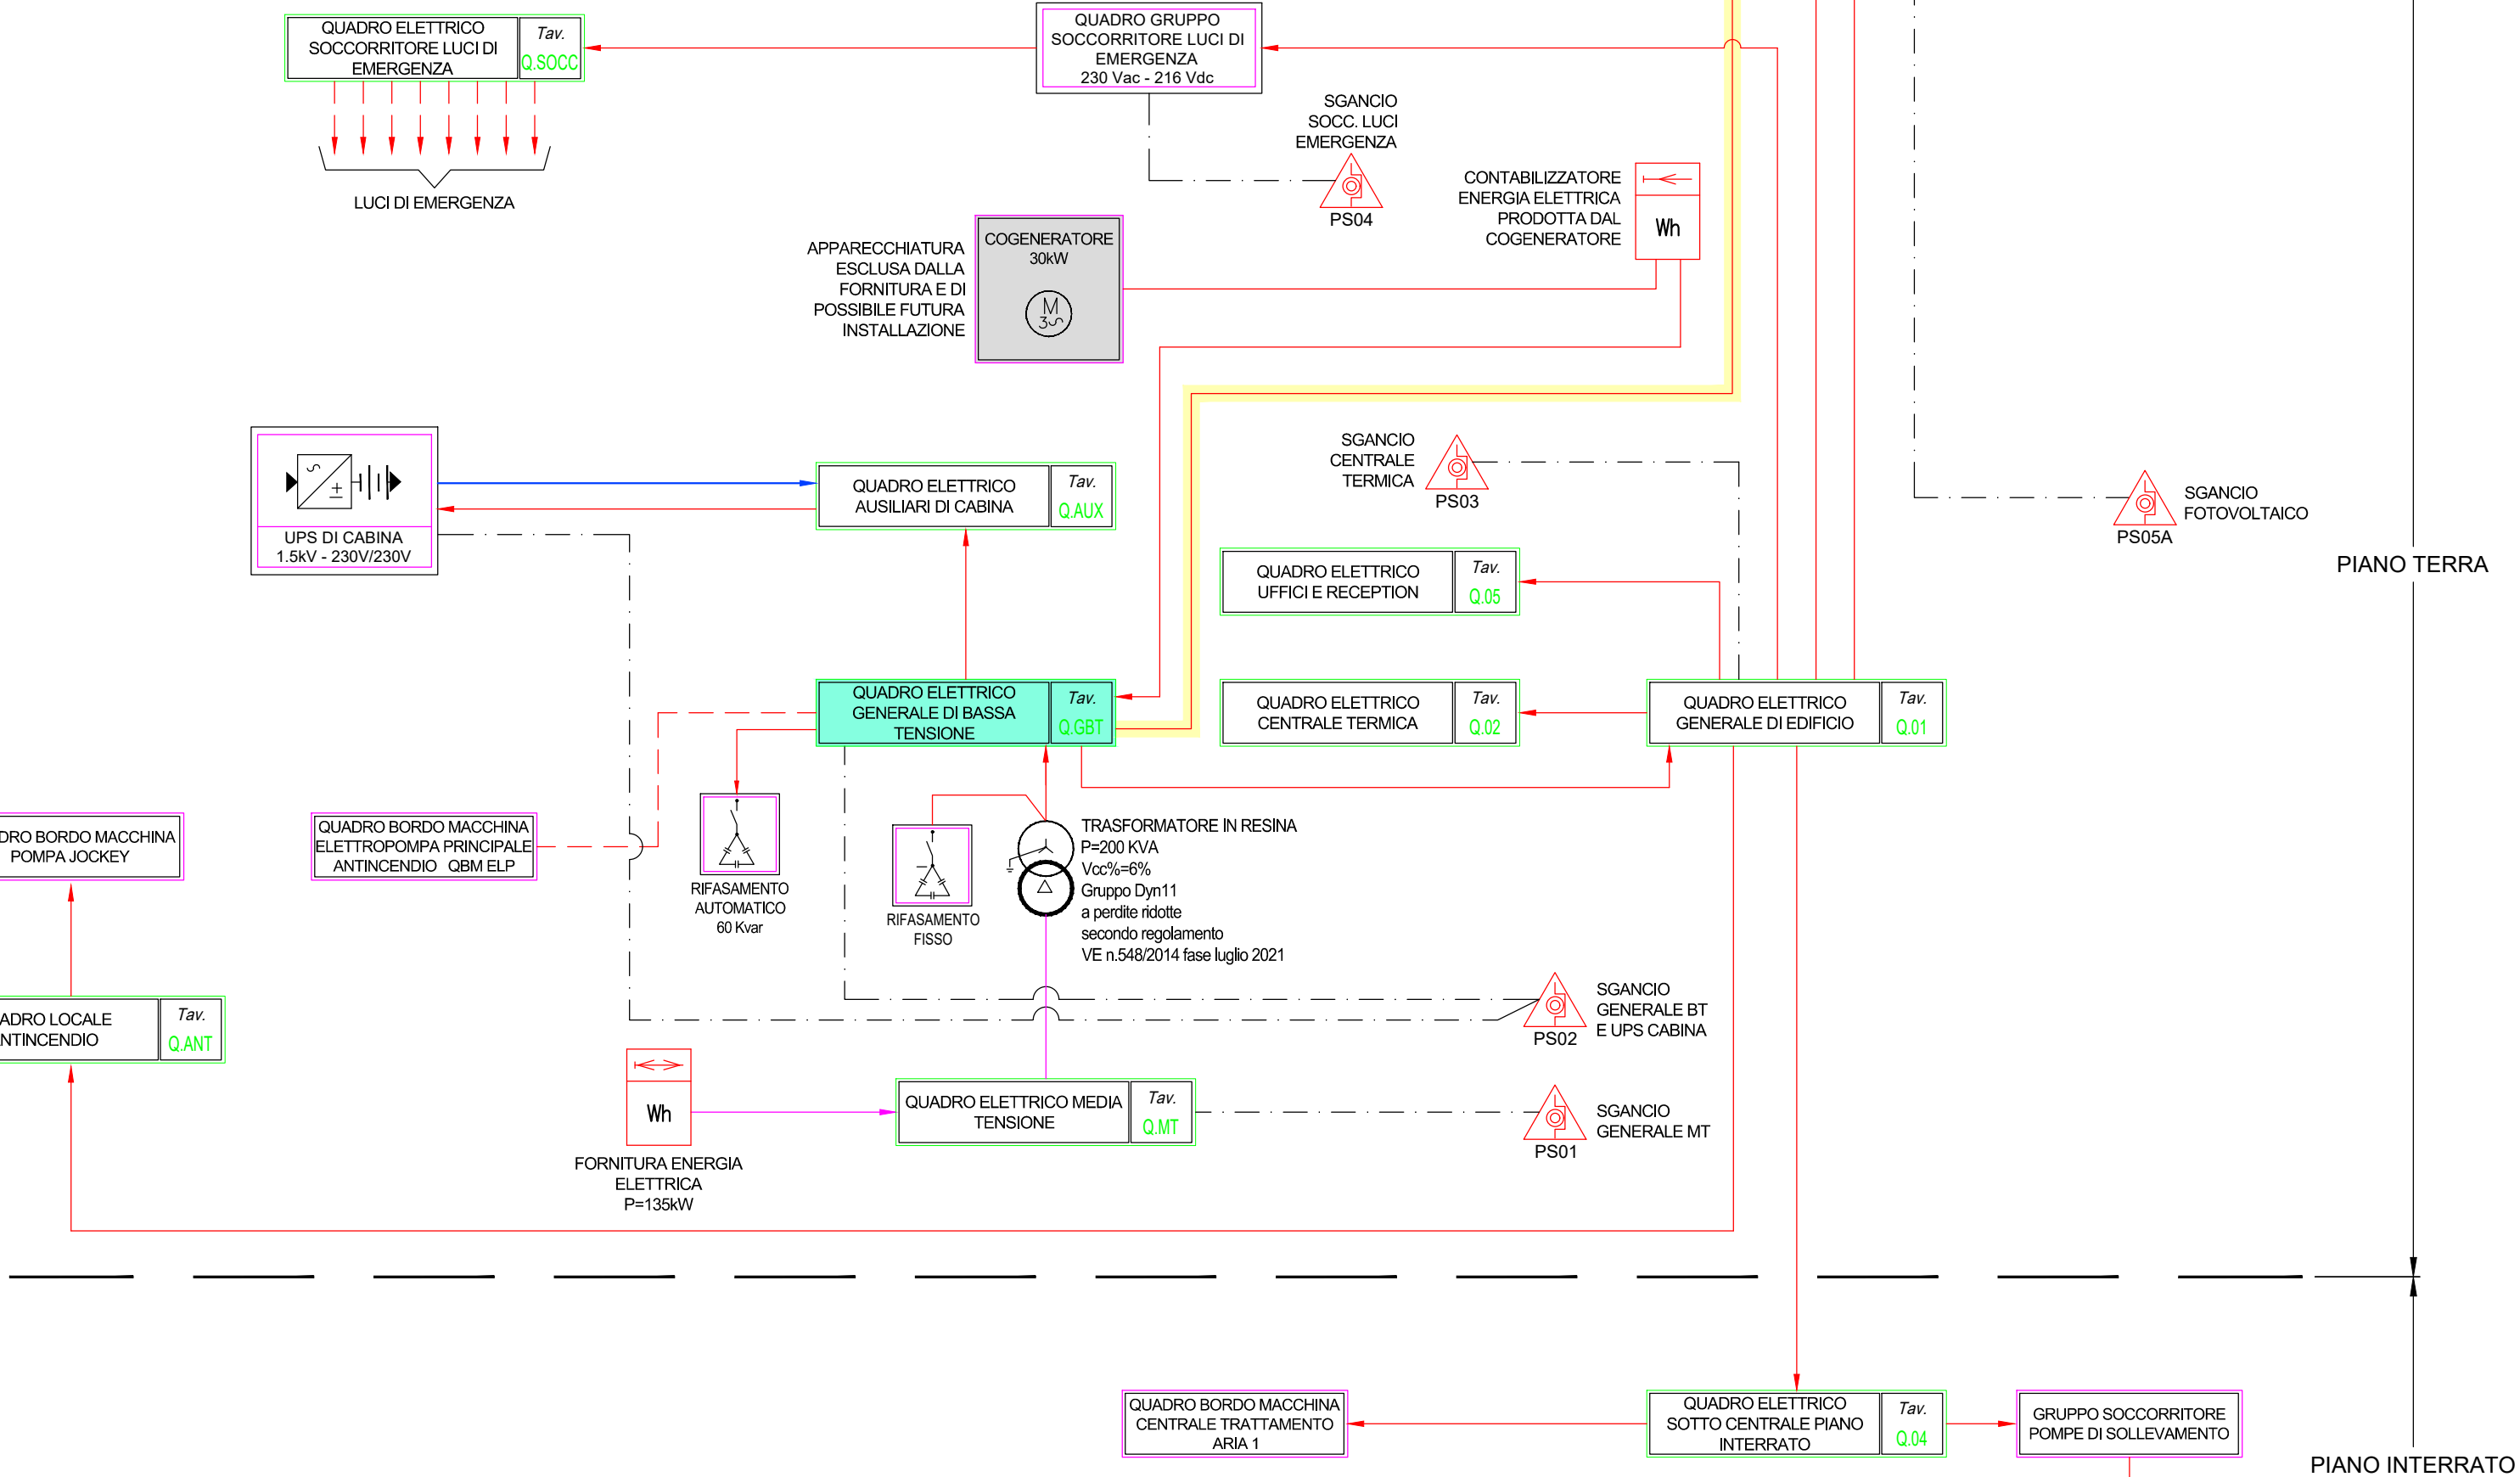 QUADRO ELETTRICO
SOCCORRITORE LUCI DI
EMERGENZA
Tav.
Q.SOCC
LUCI DI EMERGENZA
QUADRO GRUPPO
SOCCORRITORE LUCI DI
EMERGENZA
230 Vac - 216 Vdc
SGANCIO
SOCC. LUCI
EMERGENZA
PS04
CONTABILIZZATORE
ENERGIA ELETTRICA
PRODOTTA DAL
COGENERATORE
Wh
APPARECCHIATURA
ESCLUSA DALLA
FORNITURA E DI
POSSIBILE FUTURA
INSTALLAZIONE
COGENERATORE
30kW
M
3
UPS DI CABINA
1.5kV - 230V/230V
QUADRO ELETTRICO
AUSILIARI DI CABINA
Tav.
Q.AUX
SGANCIO
CENTRALE
TERMICA
PS03
SGANCIO
FOTOVOLTAICO
PS05A
PIANO TERRA
QUADRO ELETTRICO
UFFICI E RECEPTION
Tav.
Q.05
QUADRO ELETTRICO
GENERALE DI BASSA
TENSIONE
Tav.
Q.GBT
QUADRO ELETTRICO
CENTRALE TERMICA
Tav.
Q.02
QUADRO ELETTRICO
GENERALE DI EDIFICIO
Tav.
Q.01
DRO BORDO MACCHINA
POMPA JOCKEY
QUADRO BORDO MACCHINA
ELETTROPOMPA PRINCIPALE
ANTINCENDIO QBM ELP
RIFASAMENTO
AUTOMATICO
60 Kvar
RIFASAMENTO
FISSO
TRASFORMATORE IN RESINA
P=200 KVA
Vcc%=6%
Gruppo Dyn11
a perdite ridotte
secondo regolamento
VE n.548/2014 fase luglio 2021
ADRO LOCALE
NTINCENDIO
Tav.
Q.ANT
SGANCIO
GENERALE BT
E UPS CABINA
PS02
Wh
FORNITURA ENERGIA
ELETTRICA
P=135kW
QUADRO ELETTRICO MEDIA
TENSIONE
Tav.
Q.MT
SGANCIO
GENERALE MT
PS01
QUADRO BORDO MACCHINA
CENTRALE TRATTAMENTO
ARIA 1
QUADRO ELETTRICO
SOTTO CENTRALE PIANO
INTERRATO
Tav.
Q.04
GRUPPO SOCCORRITORE
POMPE DI SOLLEVAMENTO
PIANO INTERRATO